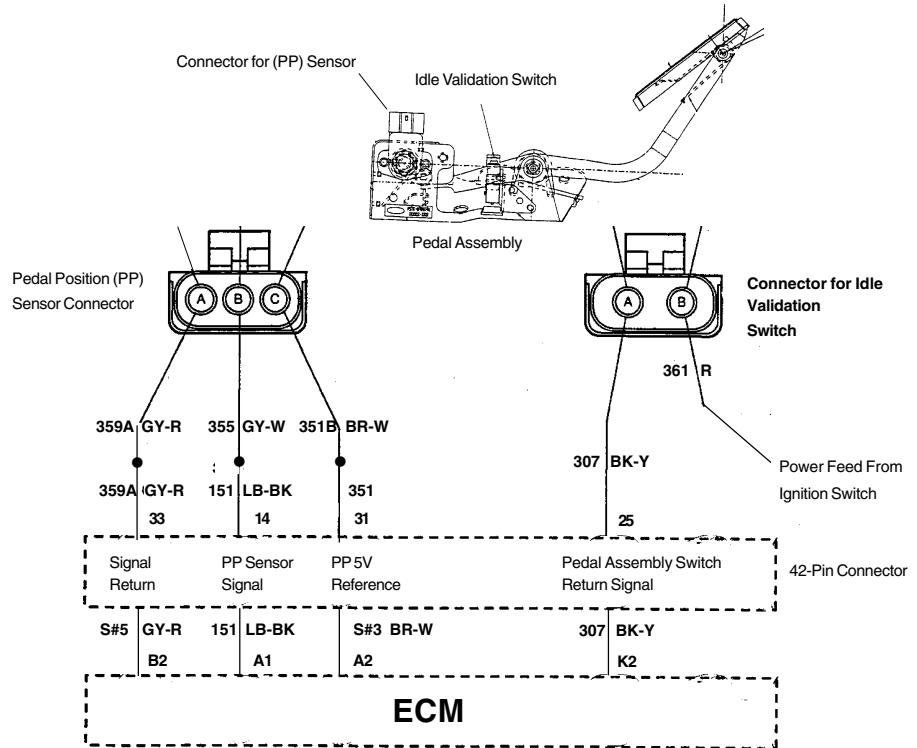 Connector for (PP) Sensor
Idle Validation Switch
Pedal Assembly
Pedal Position (PP)
Sensor Connector
A B C
A B
Connector for Idle
Validation
Switch
361 R
359A GY-R 355 GY-W 351B BR-W
307 BK-Y
Power Feed From
Ignition Switch
359A GY-R 151 LB-BK 351
33 14 31 25
Signal
Return
PP Sensor
Signal
PP 5V
Reference
Pedal Assembly Switch
Return Signal
42-Pin Connector
S#5 GY-R 151 LB-BK S#3 BR-W 307 BK-Y
B2 A1 A2 K2
ECM